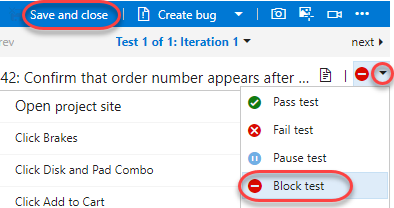 Save and close Create bug
rev Test 1 of 1: Iteration 1 next
42: Confirm that order number appears after ...
Open project site
Pass test
Click Brakes
Fail test
Click Disk and Pad Combo
Pause test
Block test
Click Add to Cart